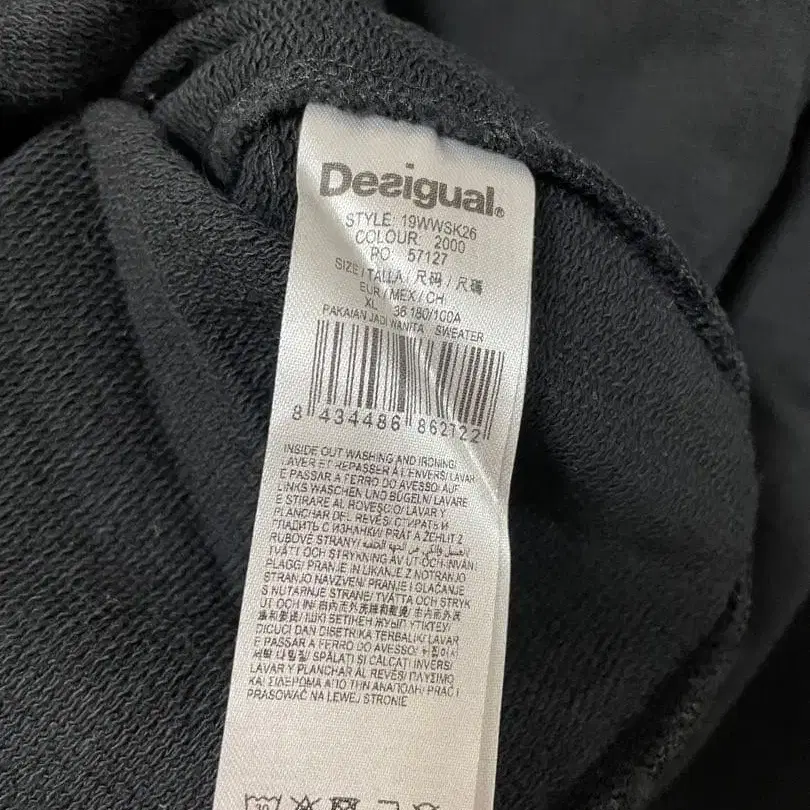 Desigual®
STYLE: 19WWSK26
COLOUR: 2000
PO: 57127
SIZE/TALLA/尺码/尺碼
EUR/MEX/CH
XL 36 180/100A
PAKAIAN JADI WANITA SWEATER
8 434486 862122
INSIDE OUT WASHING AND IRONING/
LAVER ET REPASSER À L'ENVERS/LAVAR
E PASSAR A FERRO DO AVESSO/AUF
LINKS WASCHEN UND BÜGELN/LAVARE
E STIRARE AL ROVESCIO/LAVAR Y
PLANCHAR DEL REVÉS/СТИРАТЬ И
ГЛАДИТЬ С ИЗНАНКИ/PRÁT A ŽEHLIT Z
RUBOVÉ STRANY/
TVÄTT OCH STRYKNING AV UT-OCH-INVÄN
PLAGG/PRANJE IN LIKANJE Z NOTRANJO
STRANJO NAVZVEN/PRANJE I GLAČANJE
S NUTARNJE STRANE/TVÄTTA OCH STRYK
UT OCH IN/
DICUCI DAN DISETRIKA TERBALIK/LAVAR
E PASSAR A FERRO DO AVESSO/
SPĂLAȚI ȘI CĂLCAȚI INVERS/
LAVAR Y PLANCHAR AL REVÉS/ΠΛΥΣΙΜΟ
ΚΑΙ ΣΙΔΕΡΩΜΑ ΑΠΟ ΤΗΝ ΑΝΑΠΟΔΗ/PRAĆ I
PRASOWAĆ NA LEWEJ STRONIE
30